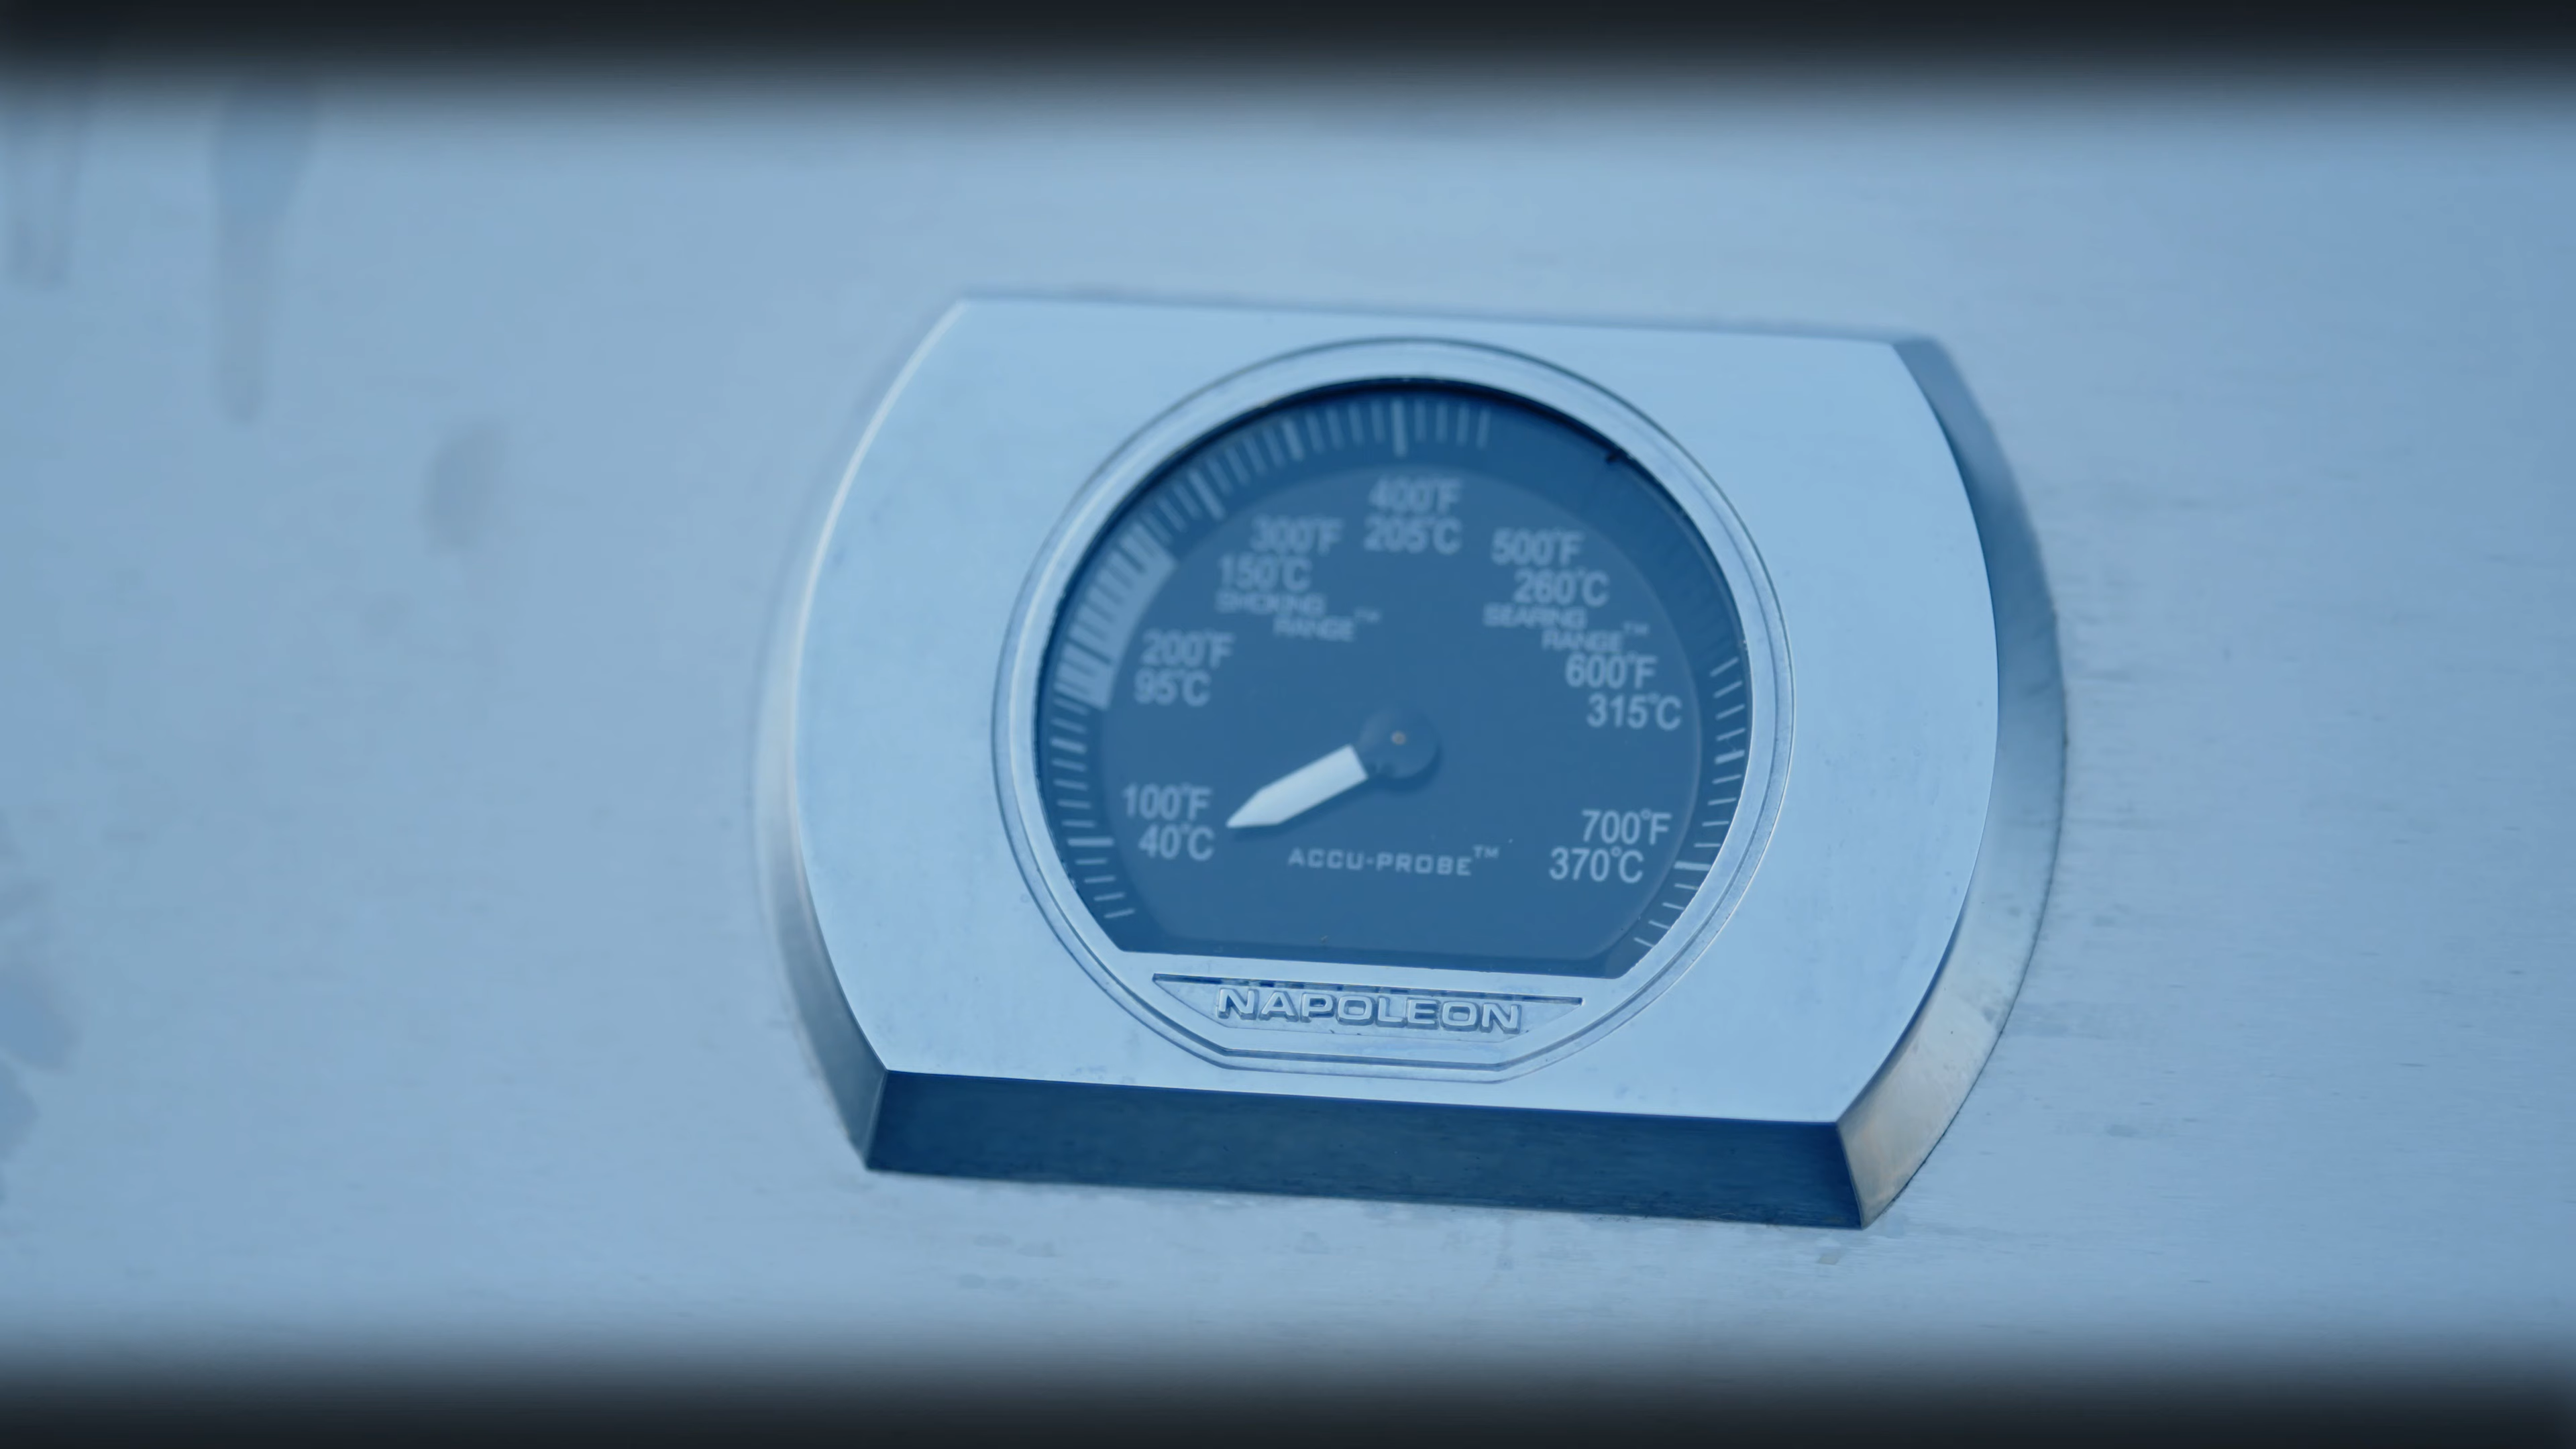 400°F
205°C
300°F
150°C
SMOKING
RANGE™
500°F
260°C
SEARING
RANGE™
200°F
95°C
600°F
315°C
100°F
40°C
700°F
370°C
ACCU-PROBE™
NAPOLEON